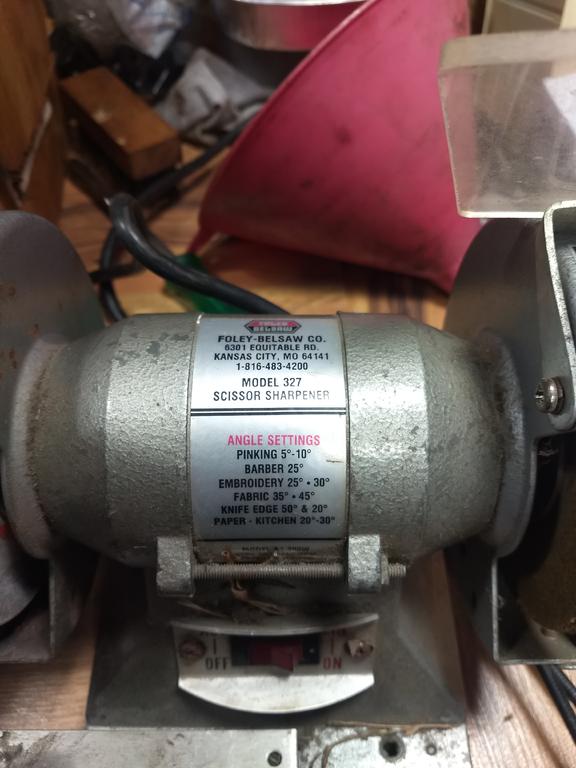 FOLEY
BELSAW
FOLEY-BELSAW CO.
6301 EQUITABLE RD.
KANSAS CITY, MO 64141
1-816-483-4200
MODEL 327
SCISSOR SHARPENER
ANGLE SETTINGS
PINKING 5°-10°
BARBER 25°
EMBROIDERY 25° • 30°
FABRIC 35° • 45°
KNIFE EDGE 50° & 20°
PAPER - KITCHEN 20°-30°
OFF ON